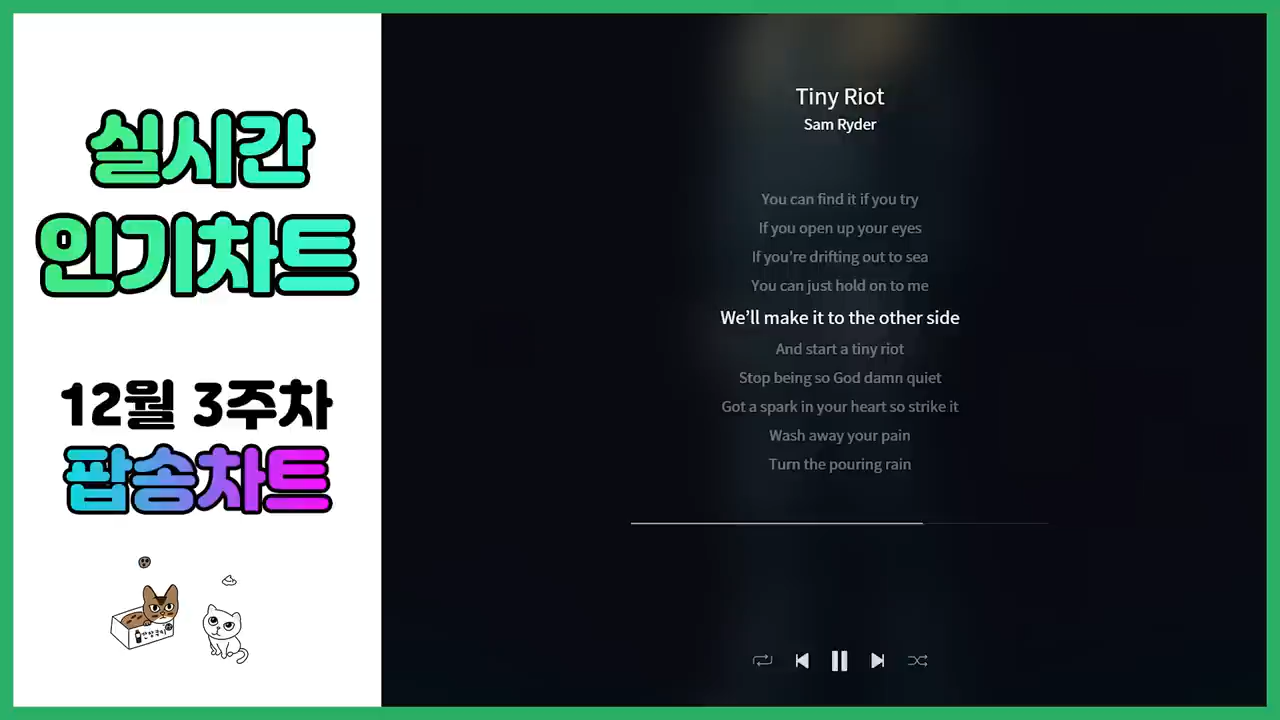 실시간
인기차트
12월 3주차
팝송차트
Tiny Riot
Sam Ryder
You can find it if you try
If you open up your eyes
If you're drifting out to sea
You can just hold on to me
We'll make it to the other side
And start a tiny riot
Stop being so God damn quiet
Got a spark in your heart so strike it
Wash away your pain
Turn the pouring rain